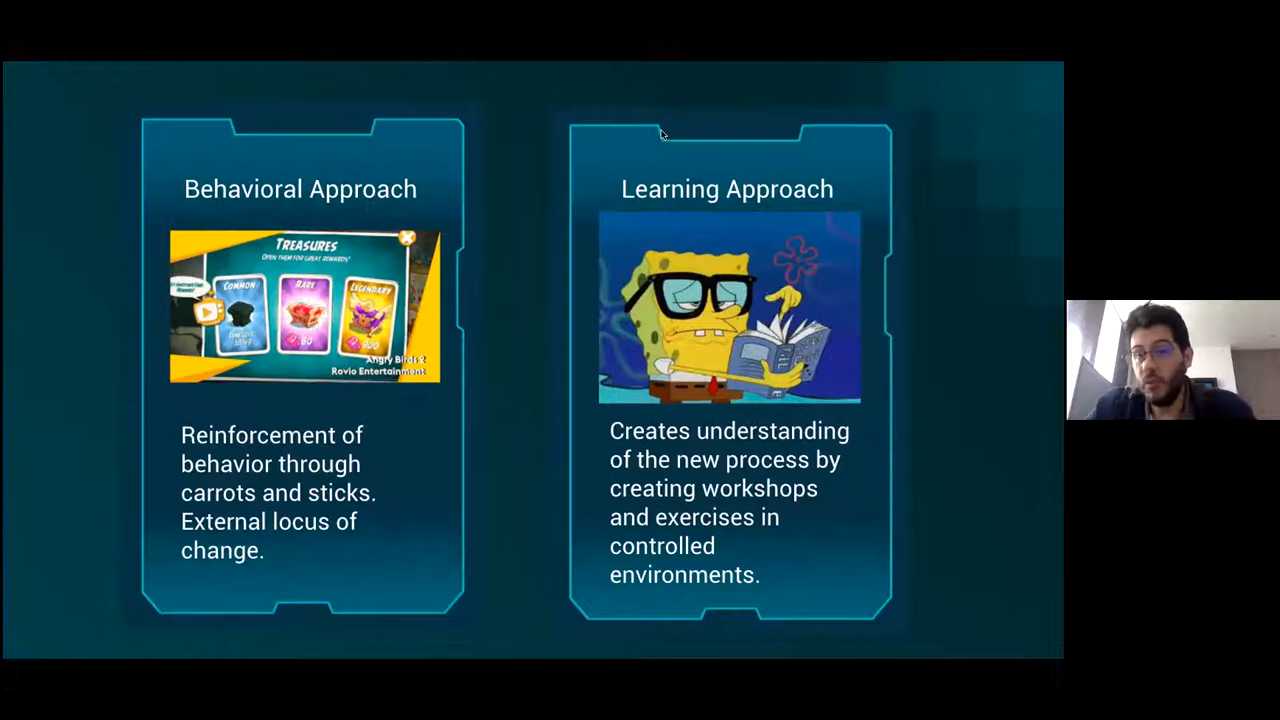 Behavioral Approach
TREASURES
OPEN THEM FOR GREAT REWARDS!
COMMON
RARE
LEGENDARY
80
900
Angry Birds 2
Rovio Entertainment
Reinforcement of
behavior through
carrots and sticks.
External locus of
change.
Learning Approach
Creates understanding
of the new process by
creating workshops
and exercises in
controlled
environments.